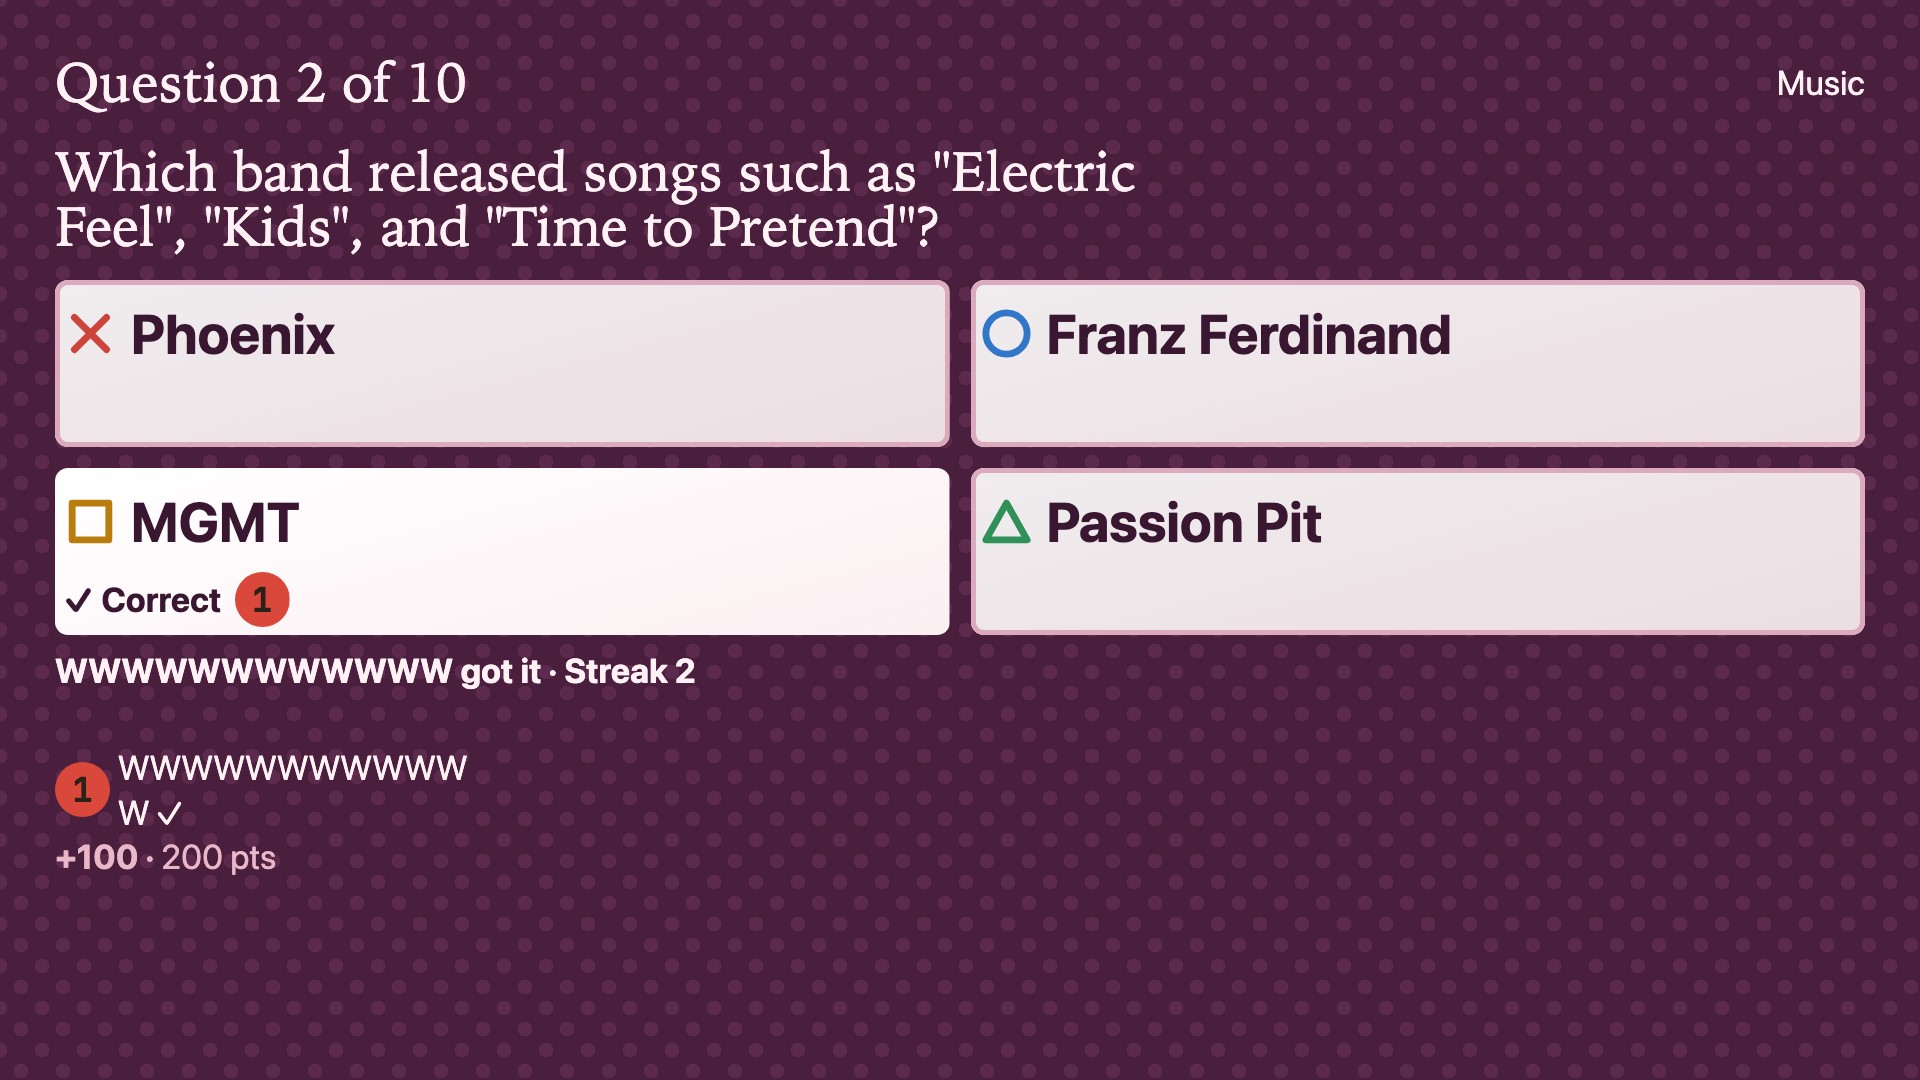 Question 2 of 10
Music
Which band released songs such as "Electric
Feel", "Kids", and "Time to Pretend"?
Phoenix
Franz Ferdinand
MGMT
✓ Correct 1
Passion Pit
WWWWWWWWWWWW got it · Streak 2
1 WWWWWWWWWWW
W ✓
+100 · 200 pts